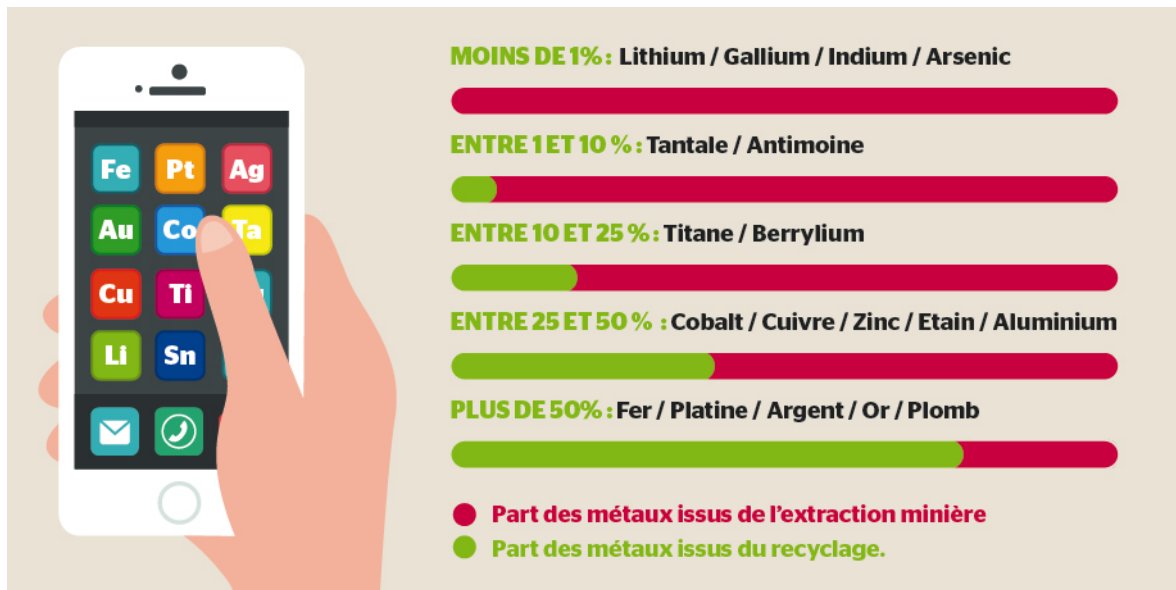 MOINS DE 1% : Lithium / Gallium / Indium / Arsenic
ENTRE 1 ET 10 % : Tantale / Antimoine
ENTRE 10 ET 25 % : Titane / Berrylium
ENTRE 25 ET 50 % : Cobalt / Cuivre / Zinc / Etain / Aluminium
PLUS DE 50% : Fer / Platine / Argent / Or / Plomb
Part des métaux issus de l'extraction minière
Part des métaux issus du recyclage.
Fe Pt Ag
Au Co Ta
Cu Ti
Li Sn